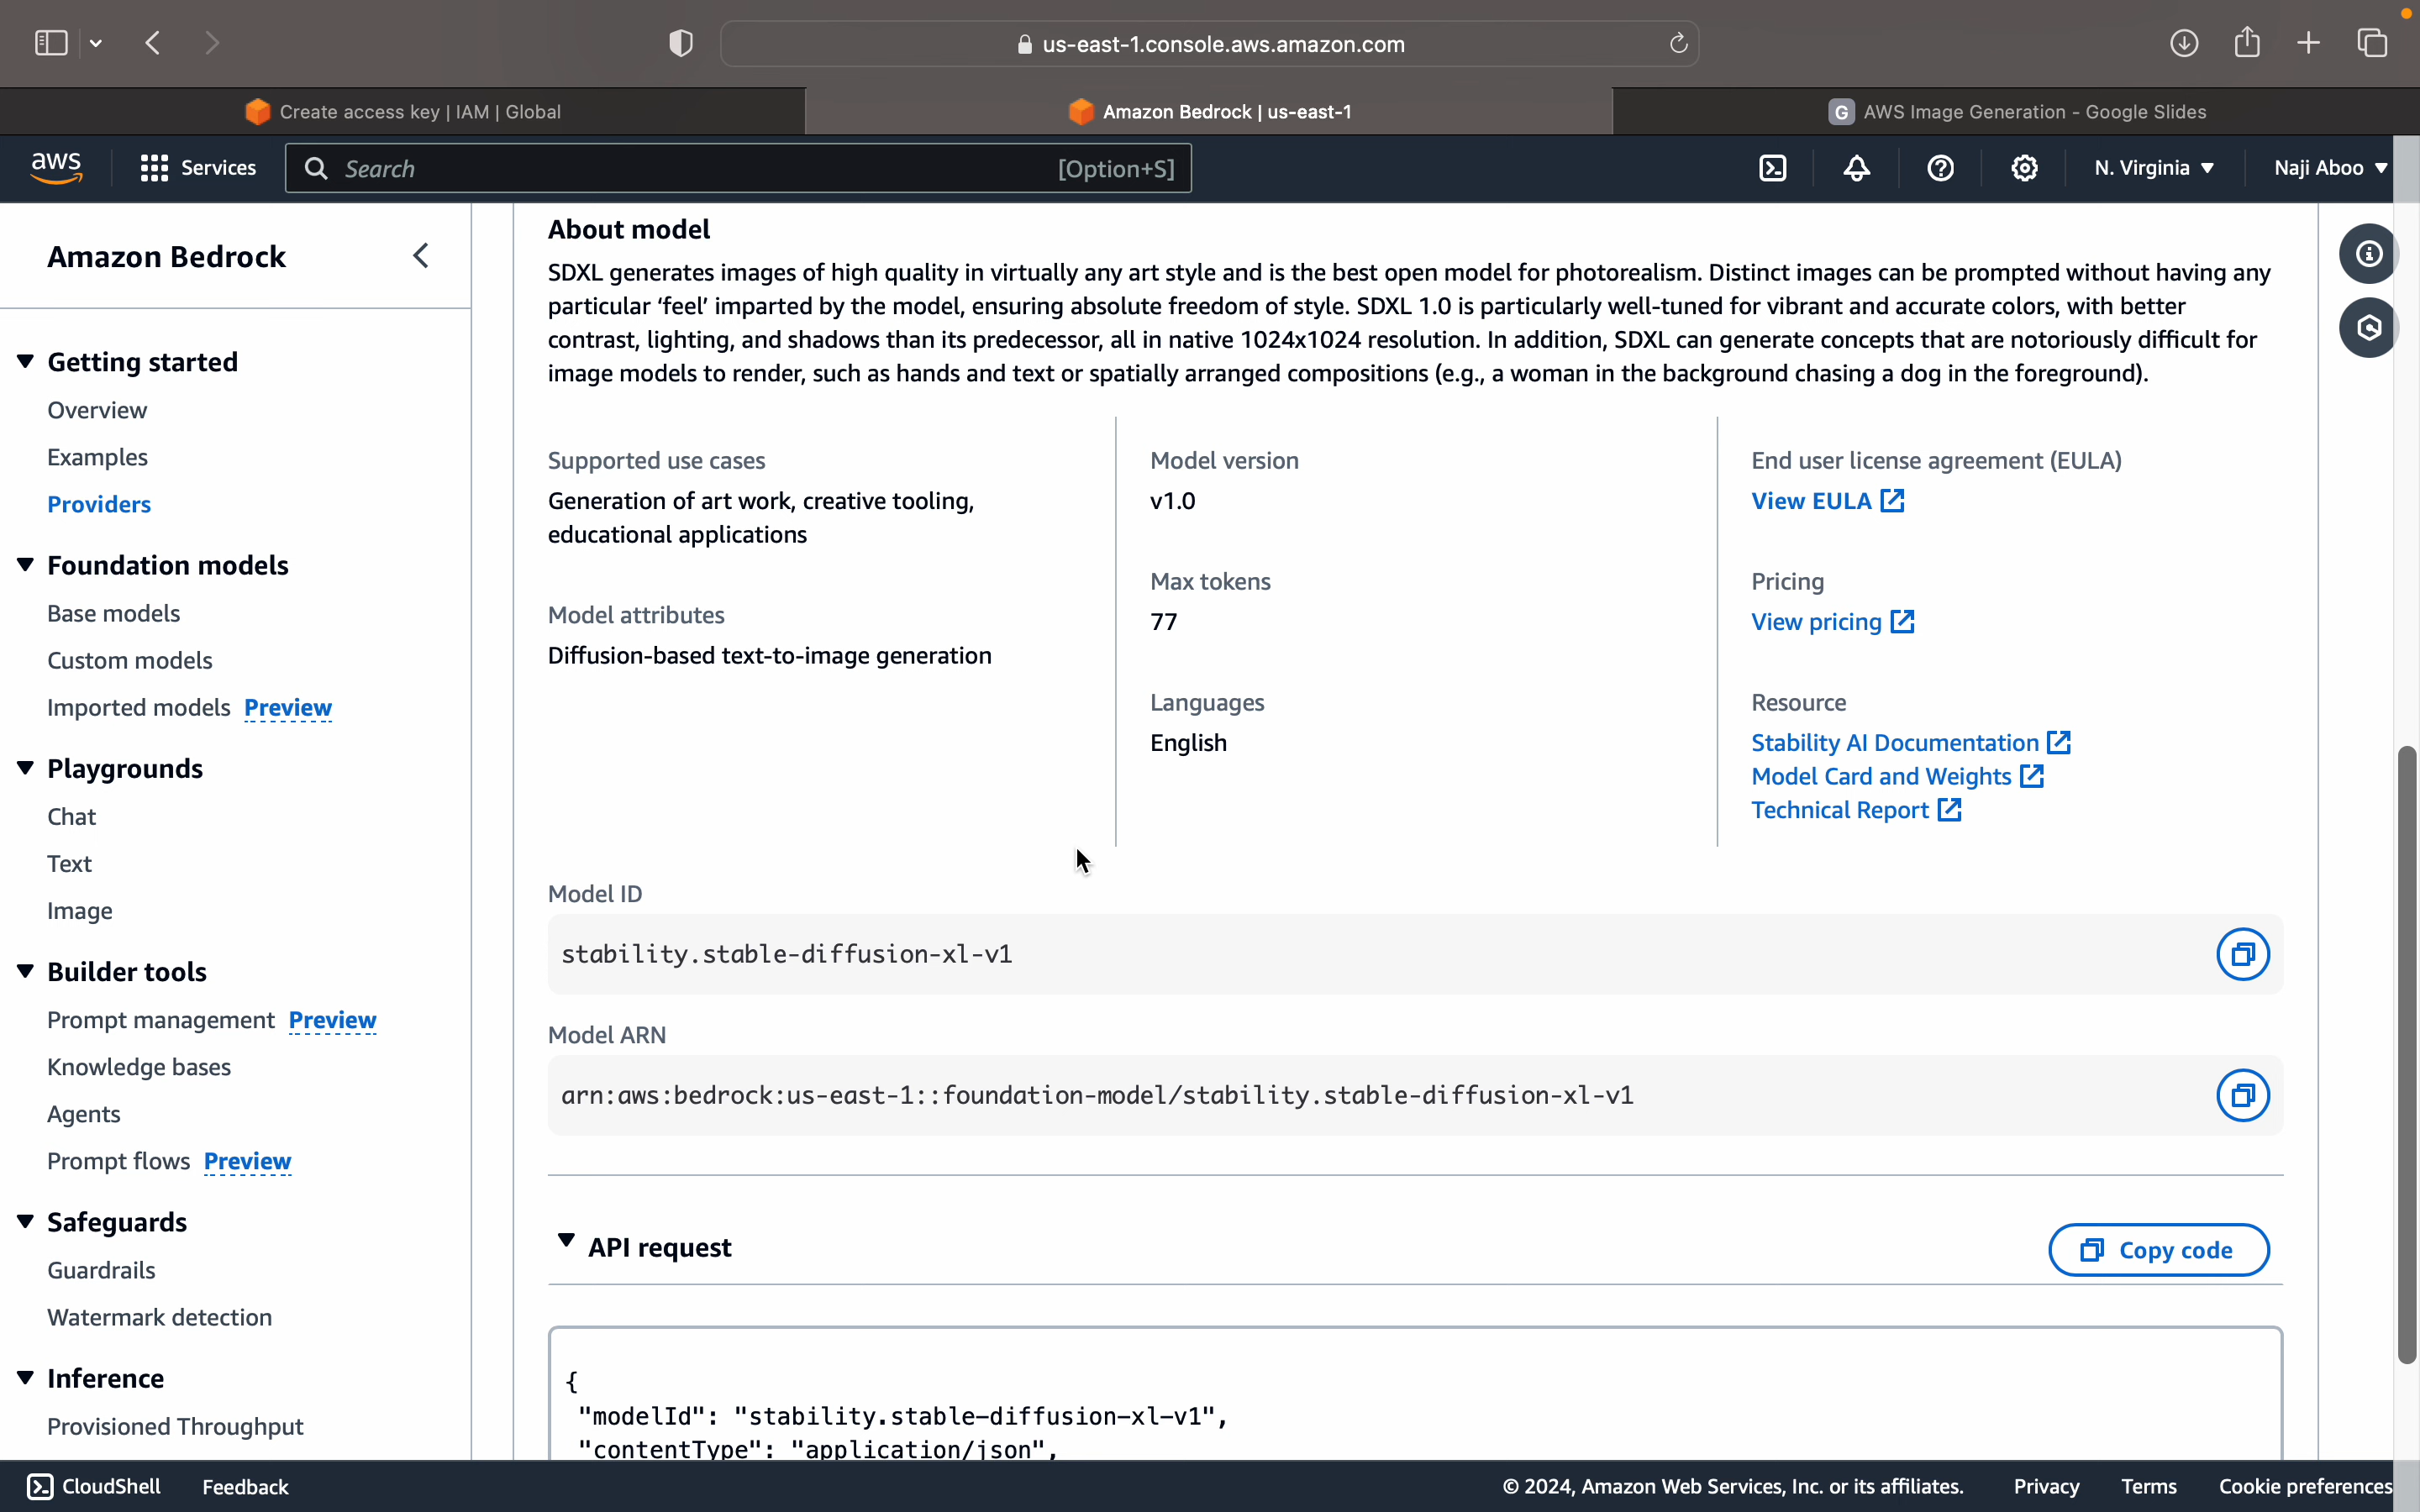 us-east-1.console.aws.amazon.com
Create access key | IAM | Global
Amazon Bedrock | us-east-1
G AWS Image Generation - Google Slides
aws
Services
Search
[Option+S]
N. Virginia
Naji Aboo
Amazon Bedrock
Getting started
Overview
Examples
Providers
Foundation models
Base models
Custom models
Imported models Preview
Playgrounds
Chat
Text
Image
Builder tools
Prompt management Preview
Knowledge bases
Agents
Prompt flows Preview
Safeguards
Guardrails
Watermark detection
Inference
Provisioned Throughput
About model
SDXL generates images of high quality in virtually any art style and is the best open model for photorealism. Distinct images can be prompted without having any
particular ‘feel’ imparted by the model, ensuring absolute freedom of style. SDXL 1.0 is particularly well-tuned for vibrant and accurate colors, with better
contrast, lighting, and shadows than its predecessor, all in native 1024x1024 resolution. In addition, SDXL can generate concepts that are notoriously difficult for
image models to render, such as hands and text or spatially arranged compositions (e.g., a woman in the background chasing a dog in the foreground).
Supported use cases
Generation of art work, creative tooling,
educational applications
Model attributes
Diffusion-based text-to-image generation
Model version
v1.0
Max tokens
77
Languages
English
End user license agreement (EULA)
View EULA
Pricing
View pricing
Resource
Stability AI Documentation
Model Card and Weights
Technical Report
Model ID
stability.stable-diffusion-xl-v1
Model ARN
arn:aws:bedrock:us-east-1::foundation-model/stability.stable-diffusion-xl-v1
API request
Copy code
{
"modelId": "stability.stable-diffusion-xl-v1",
"contentType": "application/json",
CloudShell
Feedback
© 2024, Amazon Web Services, Inc. or its affiliates.
Privacy
Terms
Cookie preferences